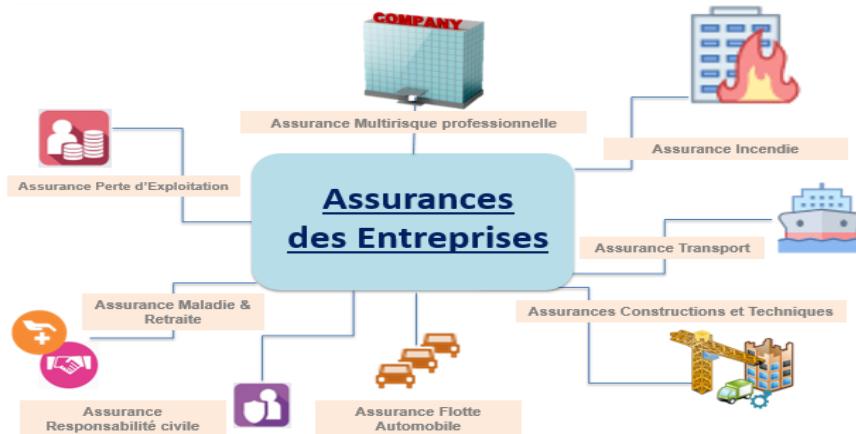 COMPANY
Assurance Multirisque professionnelle
Assurance Incendie
Assurance Perte d'Exploitation
Assurances
des Entreprises
Assurance Transport
Assurance Maladie &
Retraite
Assurances Constructions et Techniques
Assurance
Responsabilité civile
Assurance Flotte
Automobile